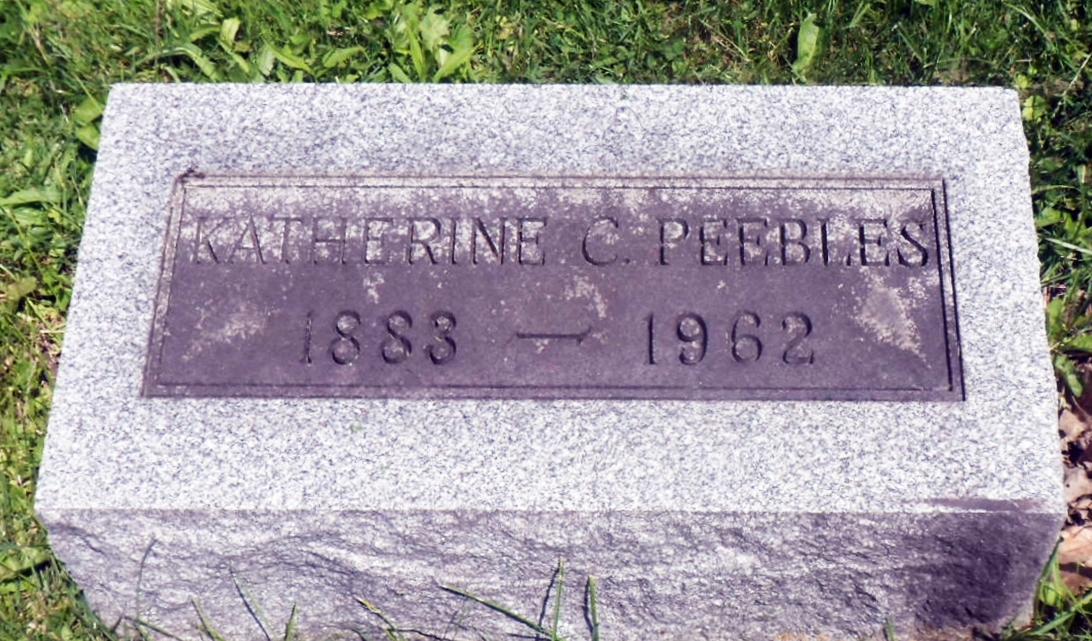 KATHERINE C. PEEBLES
1883 — 1962